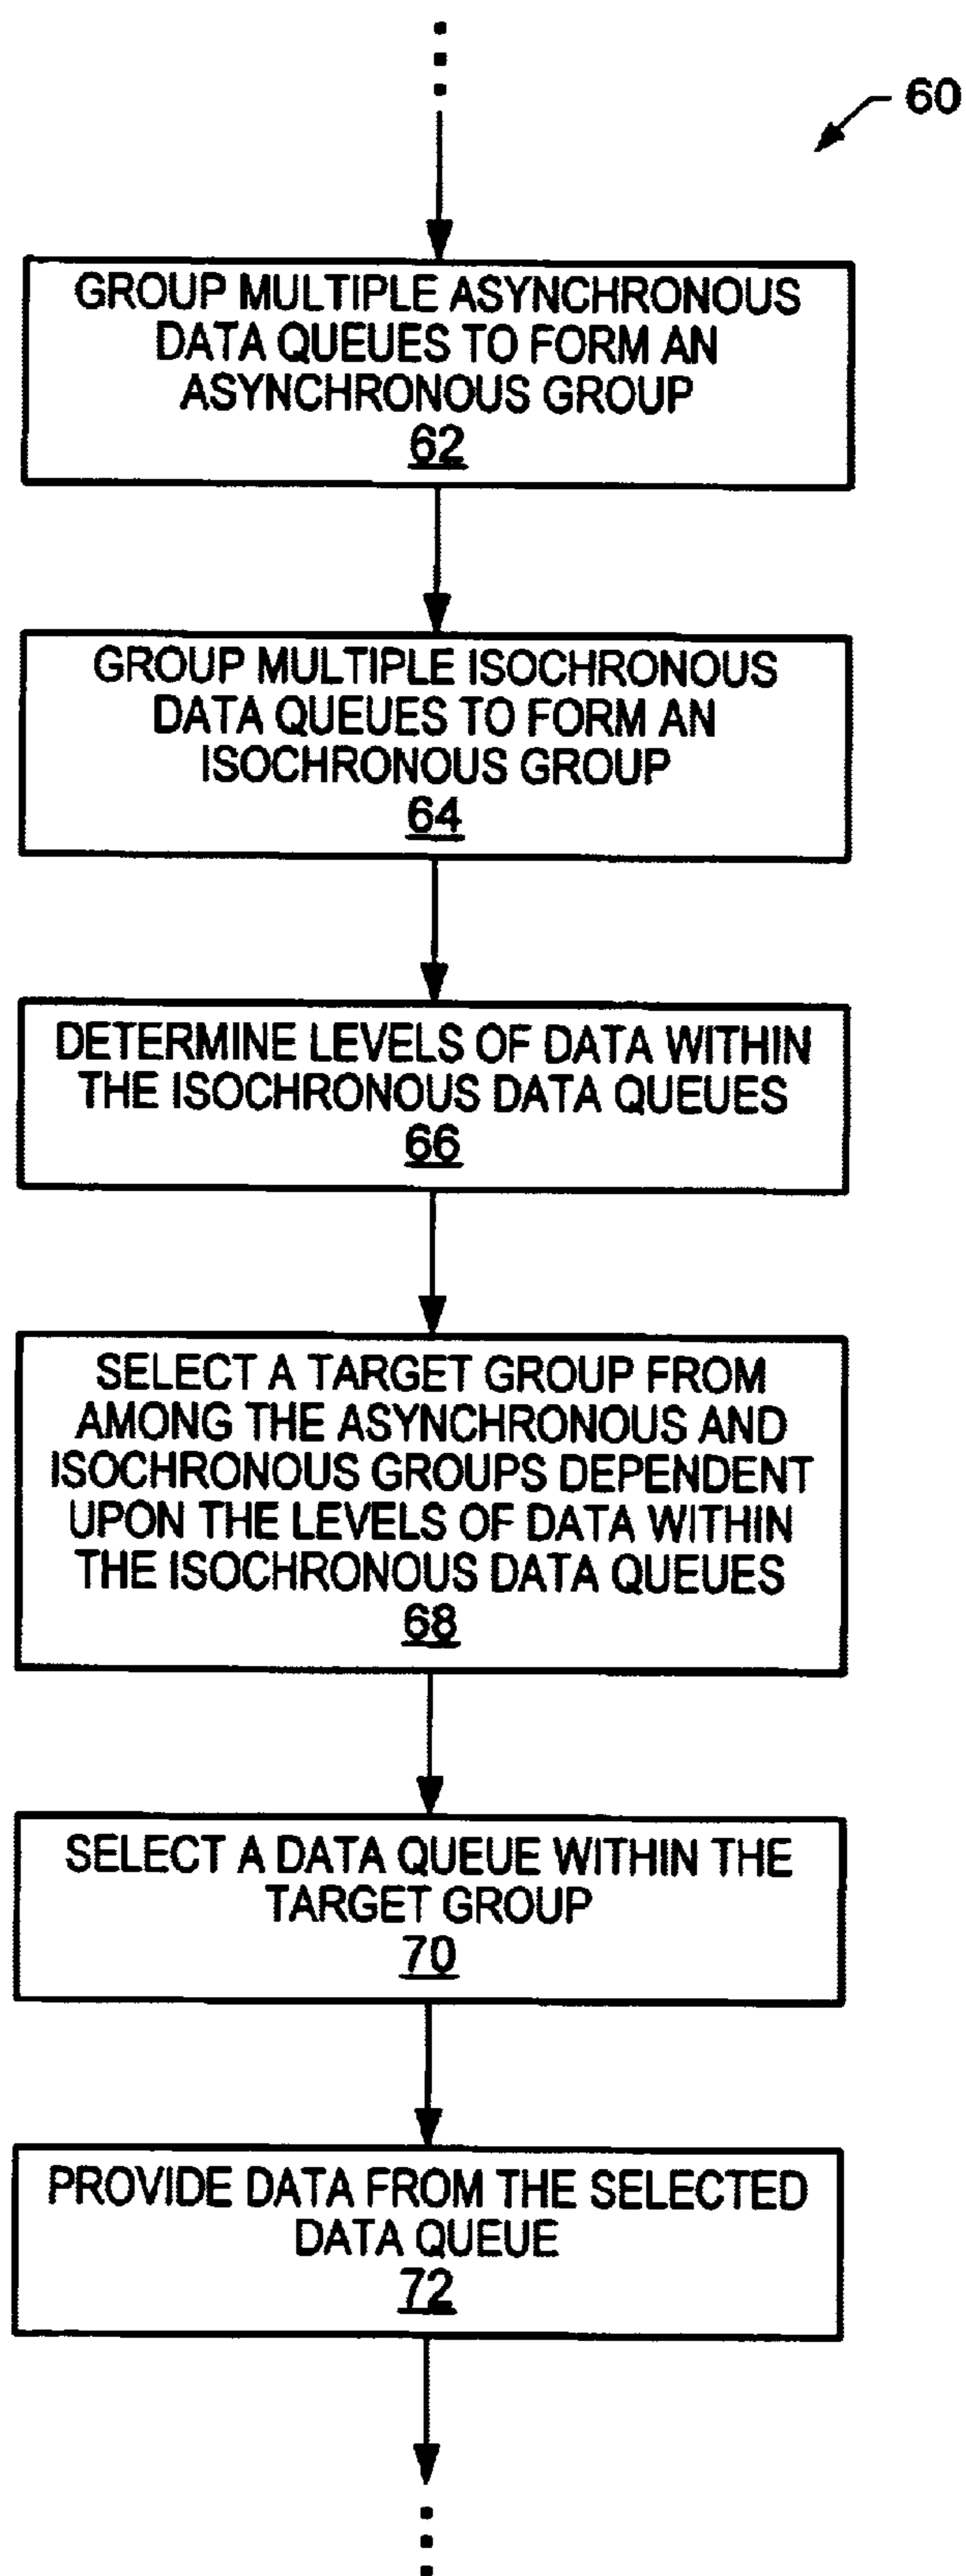 60
GROUP MULTIPLE ASYNCHRONOUS
DATA QUEUES TO FORM AN
ASYNCHRONOUS GROUP
62
GROUP MULTIPLE ISOCHRONOUS
DATA QUEUES TO FORM AN
ISOCHRONOUS GROUP
64
DETERMINE LEVELS OF DATA WITHIN
THE ISOCHRONOUS DATA QUEUES
66
SELECT A TARGET GROUP FROM
AMONG THE ASYNCHRONOUS AND
ISOCHRONOUS GROUPS DEPENDENT
UPON THE LEVELS OF DATA WITHIN
THE ISOCHRONOUS DATA QUEUES
68
SELECT A DATA QUEUE WITHIN THE
TARGET GROUP
70
PROVIDE DATA FROM THE SELECTED
DATA QUEUE
72